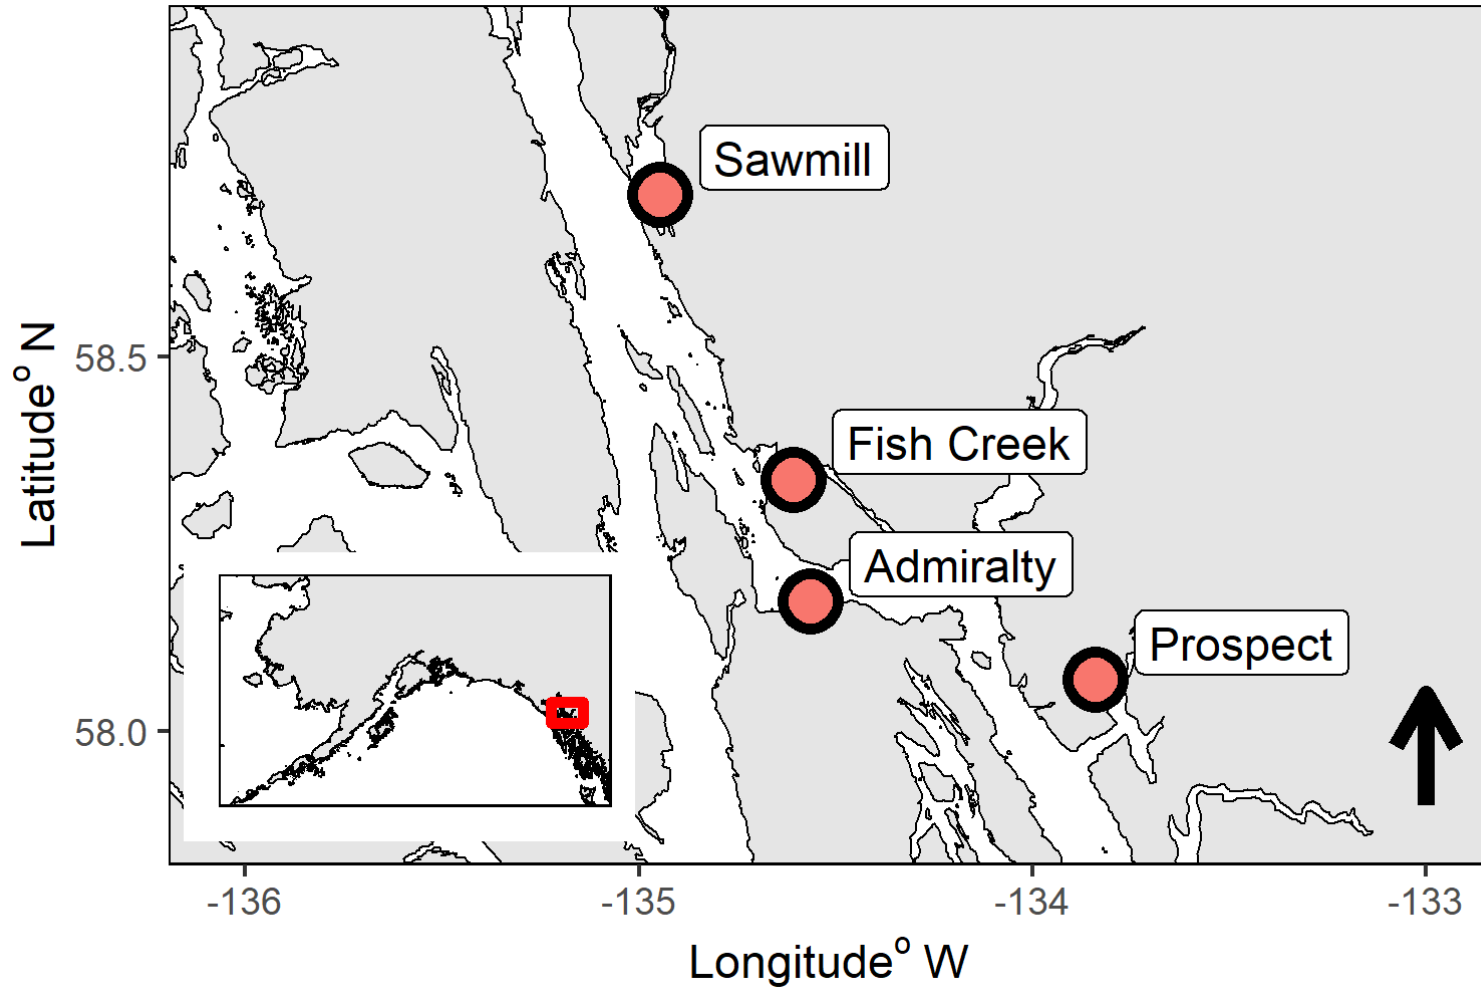 Sawmill
58.5
Fish Creek
Latitude° N
Admiralty
Prospect
58.0
-136
-135
-134
-133
Longitude° W